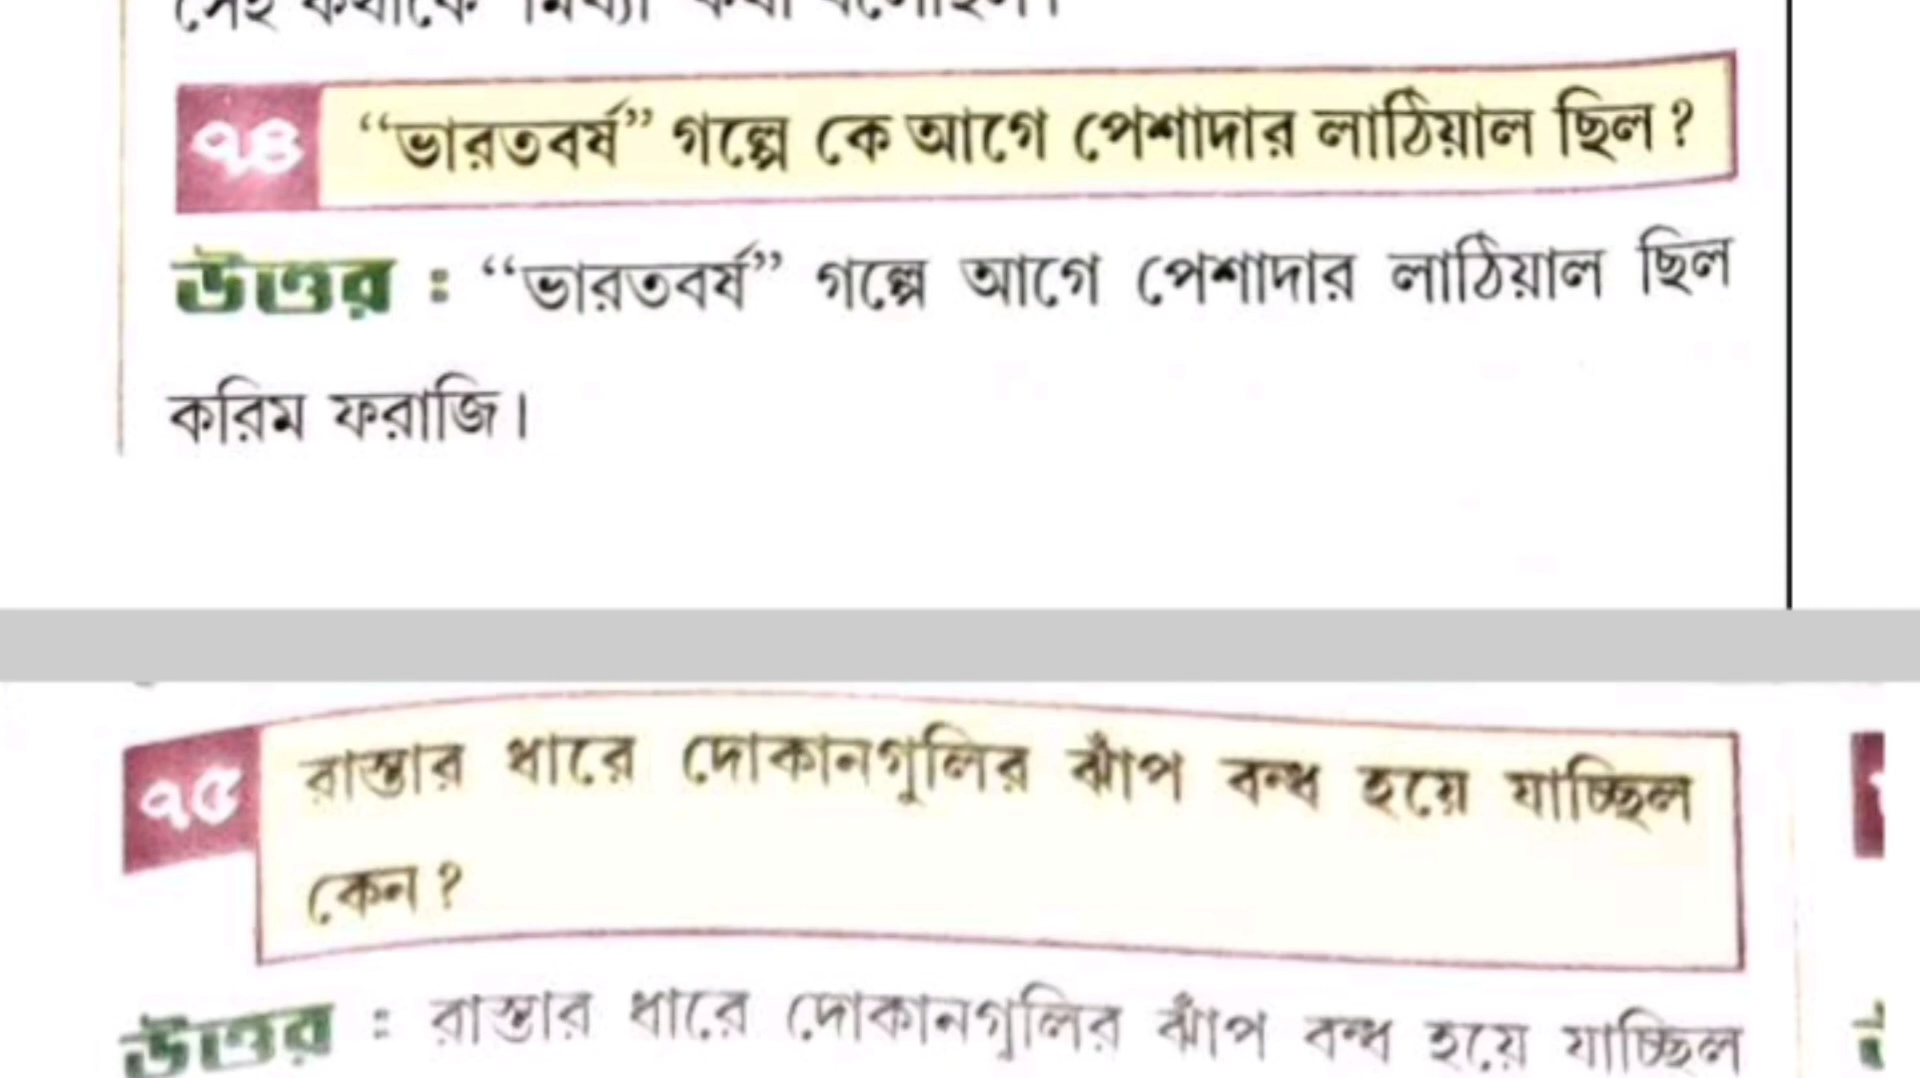 ৭৪ “ভারতবর্ষ” গল্পে কে আগে পেশাদার লাঠিয়াল ছিল?
উত্তর : “ভারতবর্ষ” গল্পে আগে পেশাদার লাঠিয়াল ছিল
করিম ফরাজি।
৭৫ রাস্তার ধারে দোকানগুলির ঝাঁপ বন্ধ হয়ে যাচ্ছিল
কেন?
উত্তর : রাস্তার ধারে দোকানগুলির ঝাঁপ বন্ধ হয়ে যাচ্ছিল